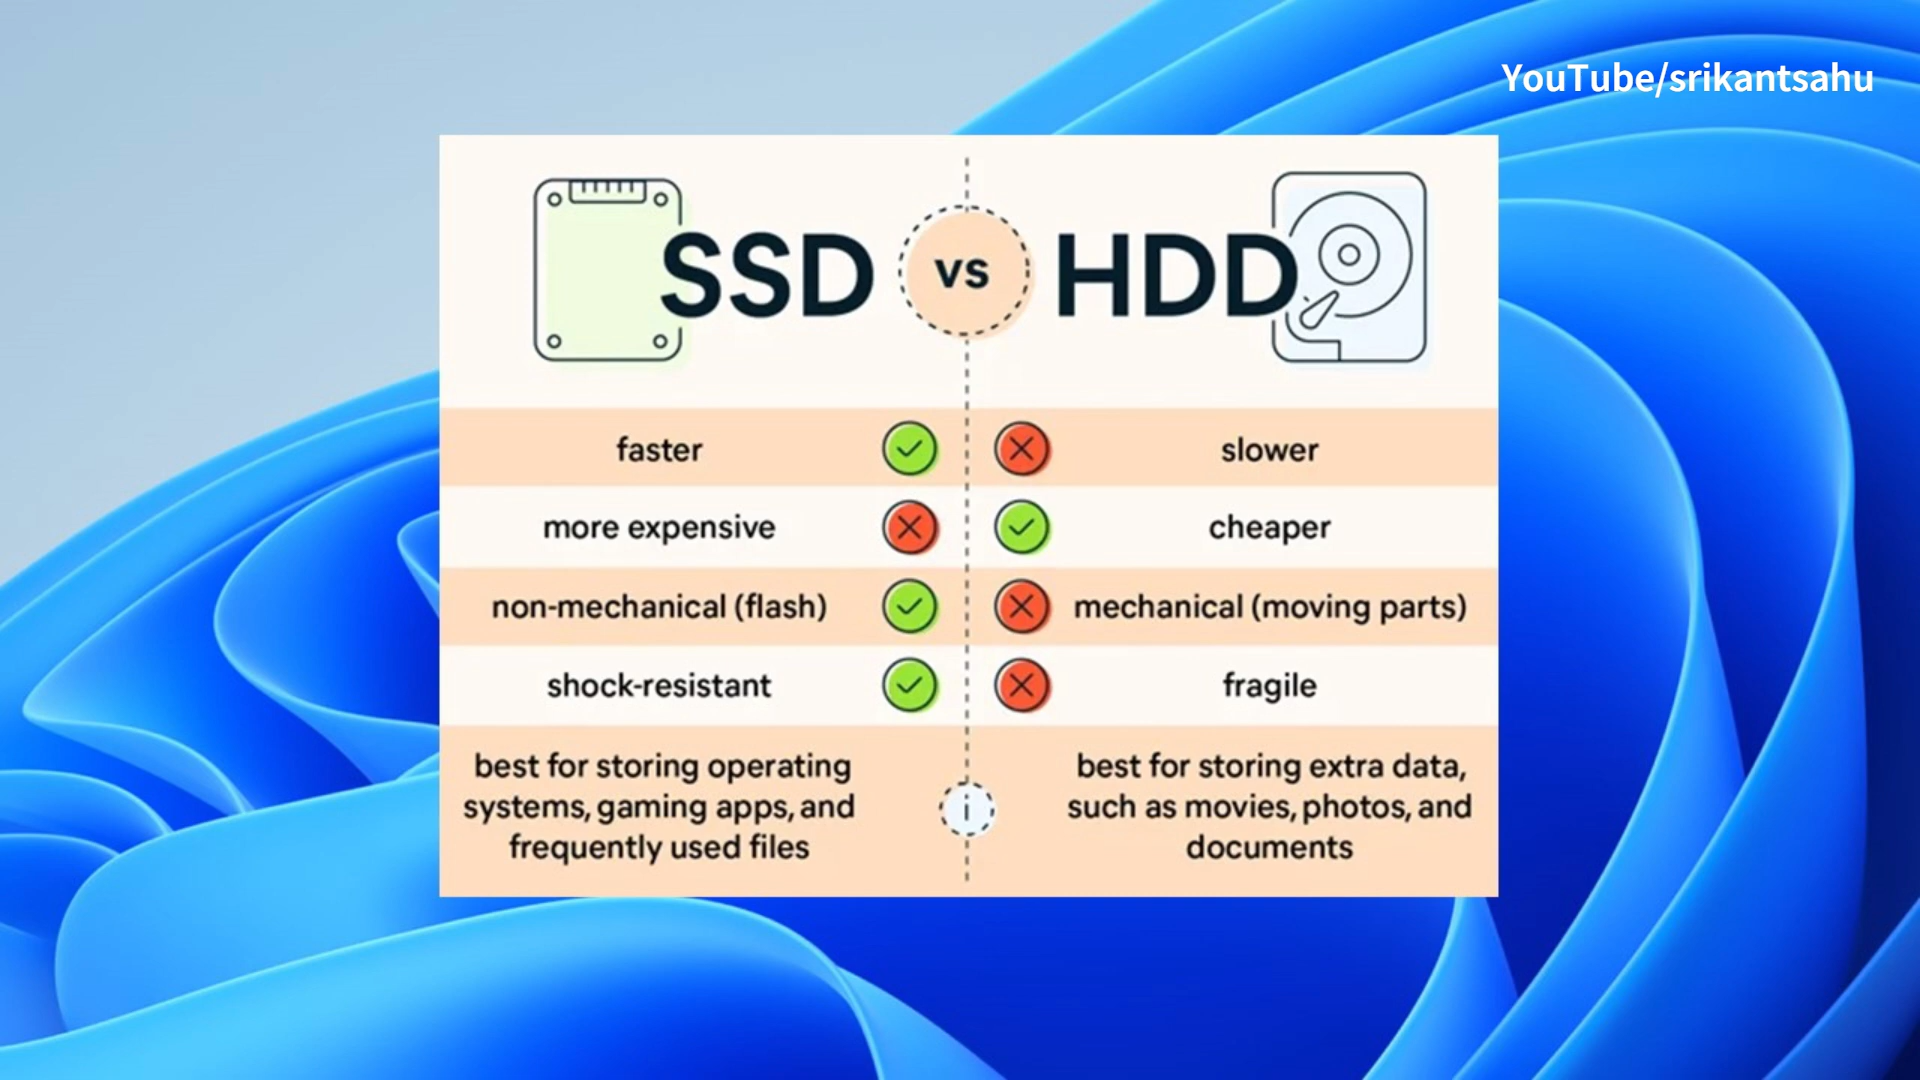 YouTube/srikantsahu
SSD vs HDD
faster slower
more expensive cheaper
non-mechanical (flash) mechanical (moving parts)
shock-resistant fragile
best for storing operating
systems, gaming apps, and
frequently used files
i
best for storing extra data,
such as movies, photos, and
documents